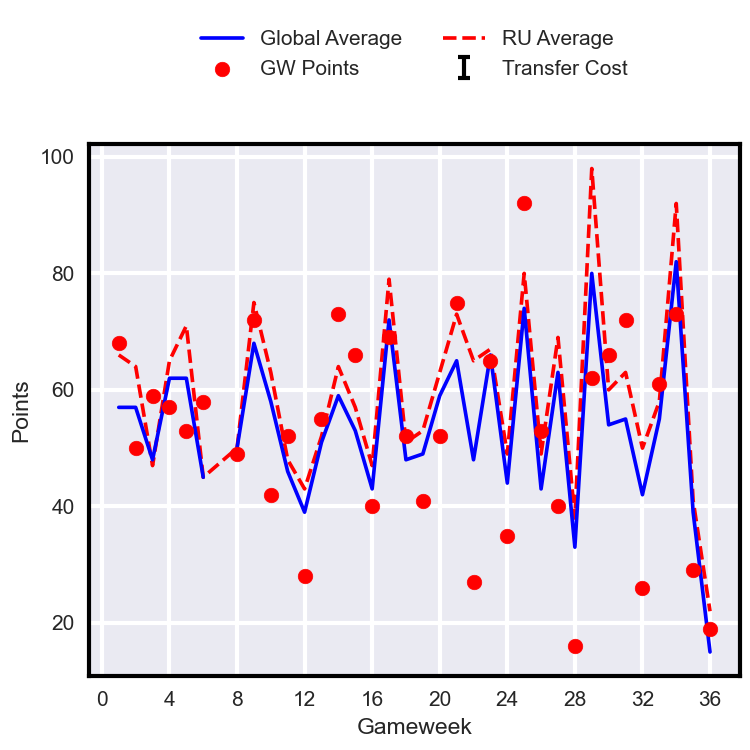 Global Average
RU Average
GW Points
Transfer Cost
100
80
60
40
20
Points
0 4 8 12 16 20 24 28 32 36
Gameweek